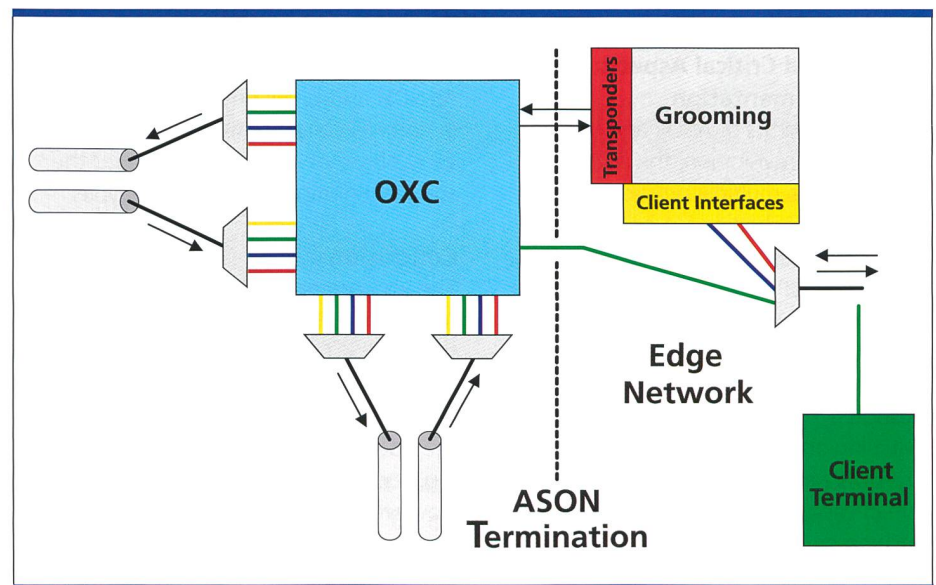 Transponders
Grooming
OXC
Client Interfaces
Edge
Network
Client
Terminal
ASON
Termination